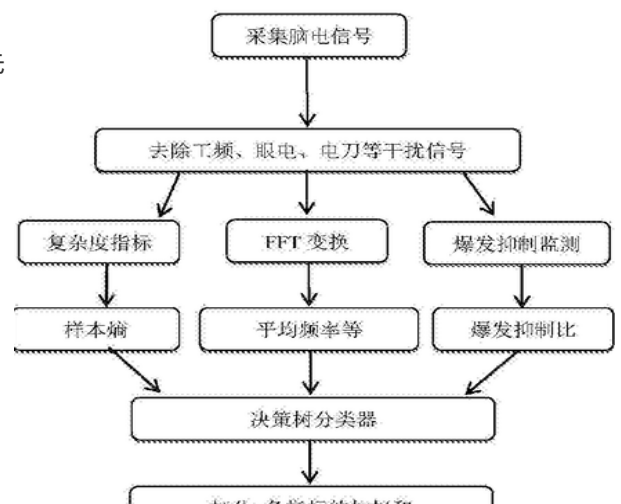 采集脑电信号
去除工频、眼电、电刀等干扰信号
复杂度指标
FFT 变换
爆发抑制监测
样本熵
平均频率等
爆发抑制比
决策树分类器